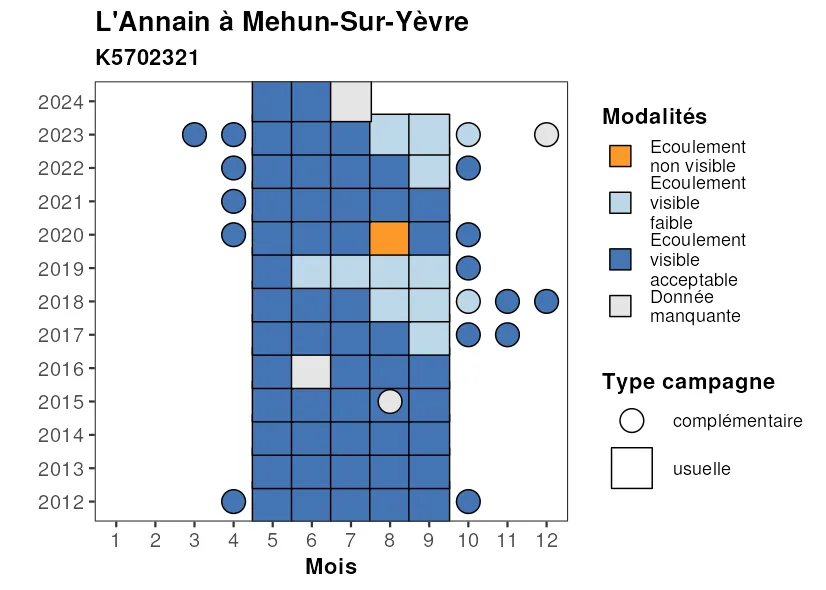 L'Annain à Mehun-Sur-Yèvre
K5702321
2024
2023
2022
2021
2020
2019
2018
2017
2016
2015
2014
2013
2012
1 2 3 4 5 6 7 8 9 10 11 12
Mois
Modalités
Ecoulement
non visible
Ecoulement
visible
faible
Ecoulement
visible
acceptable
Donnée
manquante
Type campagne
complémentaire
usuelle